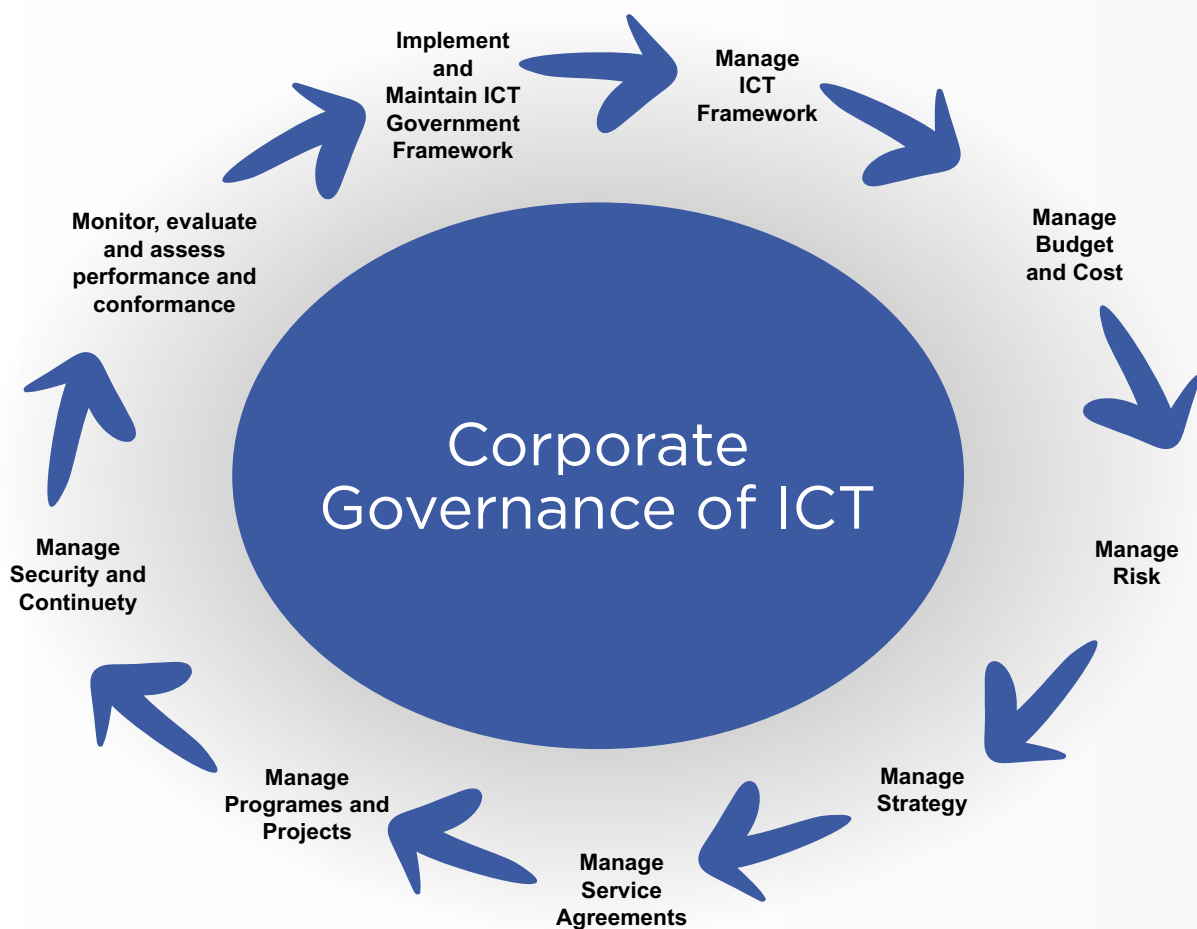 Implement
and
Maintain ICT
Government
Framework
Manage
ICT
Framework
Manage
Budget
and Cost
Manage
Risk
Manage
Strategy
Manage
Service
Agreements
Manage
Programes and
Projects
Manage
Security and
Continuety
Monitor, evaluate
and assess
performance and
conformance
Corporate
Governance of ICT